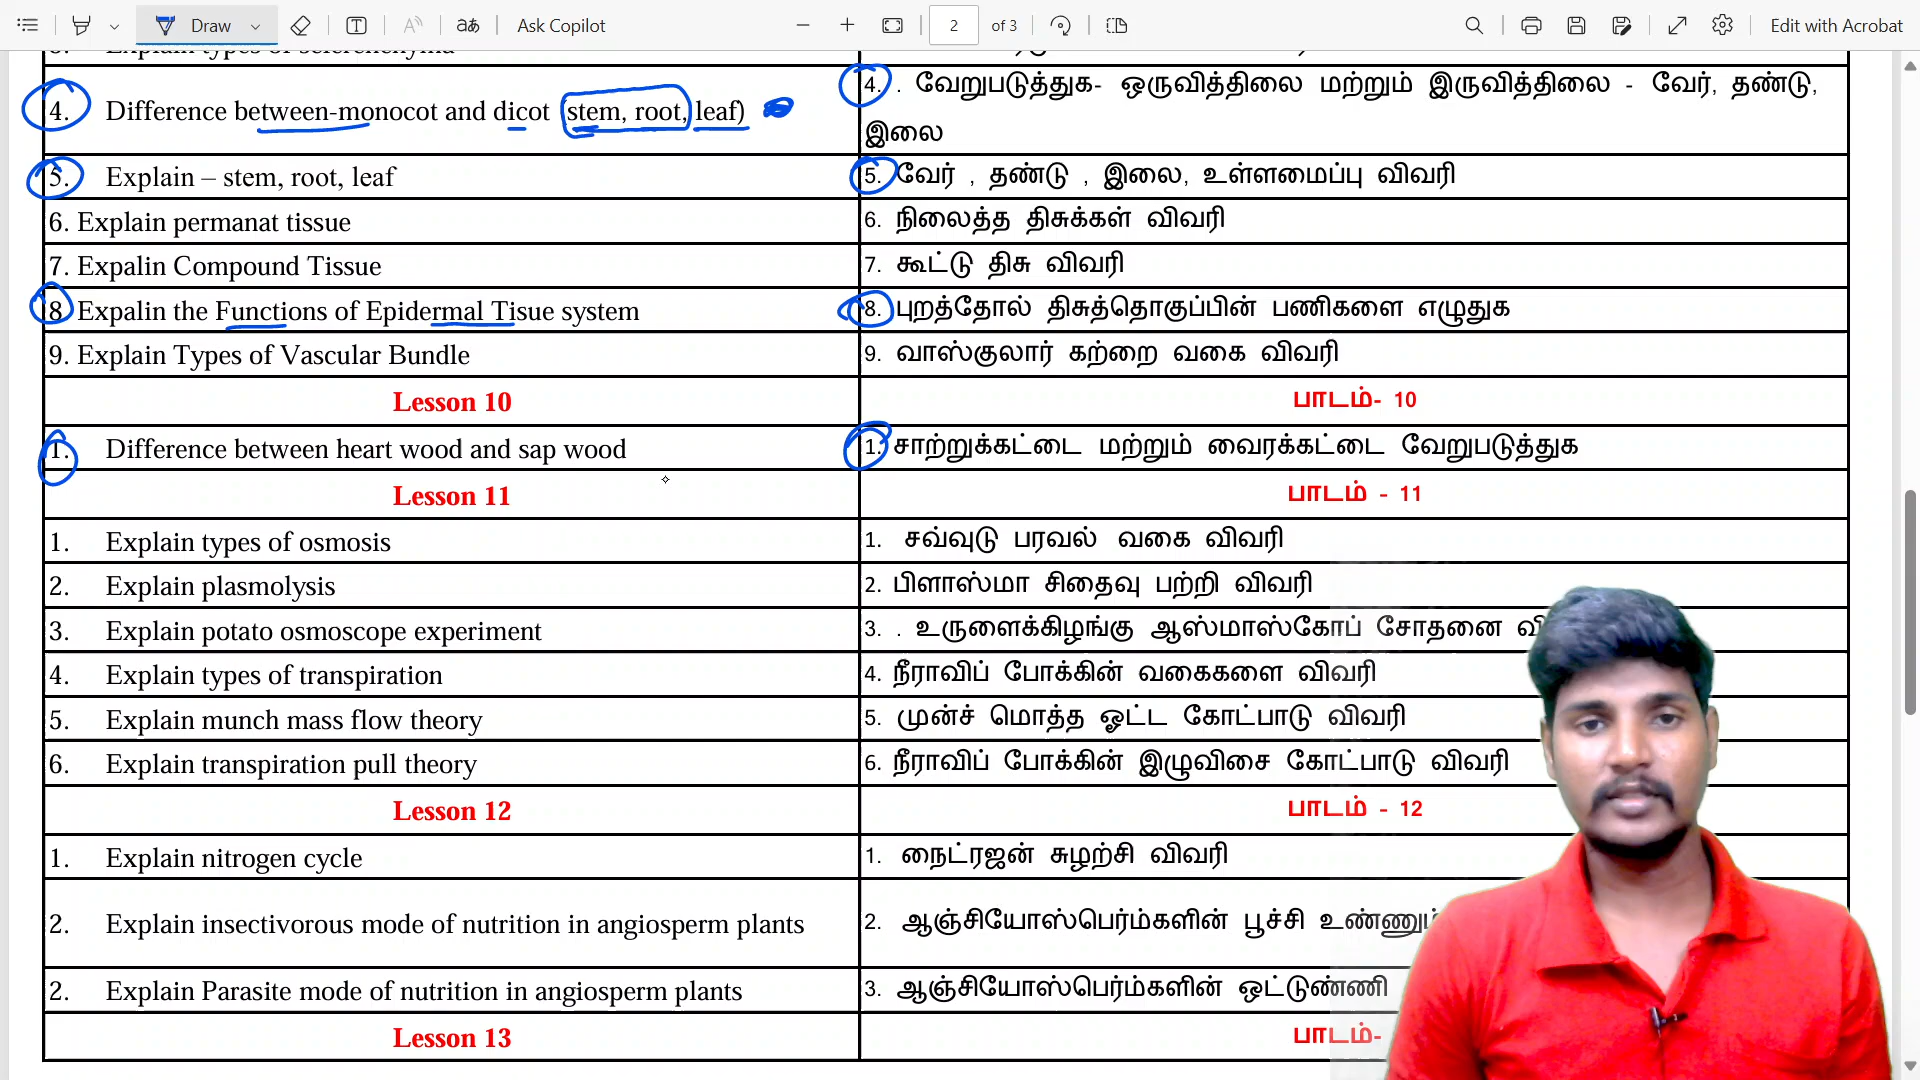 Draw
Ask Copilot
2 of 3
Edit with Acrobat
4. Difference between-monocot and dicot (stem, root, leaf)
4. . வேறுபடுத்துக- ஒருவித்திலை மற்றும் இருவித்திலை - வேர், தண்டு,
இலை
5. Explain – stem, root, leaf
5. வேர் , தண்டு , இலை, உள்ளமைப்பு விவரி
6. Explain permanat tissue
6. நிலைத்த திசுக்கள் விவரி
7. Expalin Compound Tissue
7. கூட்டு திசு விவரி
8 Expalin the Functions of Epidermal Tisue system
8. புறத்தோல் திசுத்தொகுப்பின் பணிகளை எழுதுக
9. Explain Types of Vascular Bundle
9. வாஸ்குலார் கற்றை வகை விவரி
Lesson 10
பாடம்- 10
1. Difference between heart wood and sap wood
1. சாற்றுக்கட்டை மற்றும் வைரக்கட்டை வேறுபடுத்துக
Lesson 11
பாடம் - 11
1. Explain types of osmosis
1. சவ்வுடு பரவல் வகை விவரி
2. Explain plasmolysis
2. பிளாஸ்மா சிதைவு பற்றி விவரி
3. Explain potato osmoscope experiment
3. . உருளைக்கிழங்கு ஆஸ்மாஸ்கோப் சோதனை
4. Explain types of transpiration
4. நீராவிப் போக்கின் வகைகளை விவரி
5. Explain munch mass flow theory
5. முன்ச் மொத்த ஓட்ட கோட்பாடு விவரி
6. Explain transpiration pull theory
6. நீராவிப் போக்கின் இழுவிசை கோட்பாடு விவரி
Lesson 12
பாடம் - 12
1. Explain nitrogen cycle
1. நைட்ரஜன் சுழற்சி விவரி
2. Explain insectivorous mode of nutrition in angiosperm plants
2. ஆஞ்சியோஸ்பெர்ம்களின் பூச்சி
2. Explain Parasite mode of nutrition in angiosperm plants
3. ஆஞ்சியோஸ்பெர்ம்களின் ஒட்டுண்ணி
Lesson 13
பாடம்-